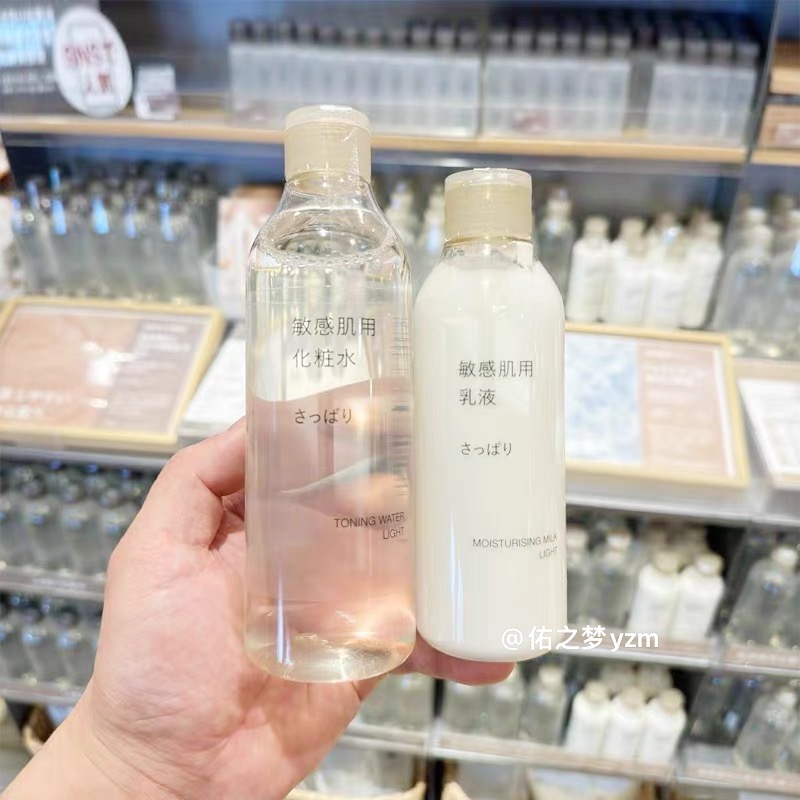 敏感肌用
化粧水
さっぱり
TONING WATER
LIGHT
敏感肌用
乳液
さっぱり
MOISTURISING MILK
LIGHT
@佑之梦yzm